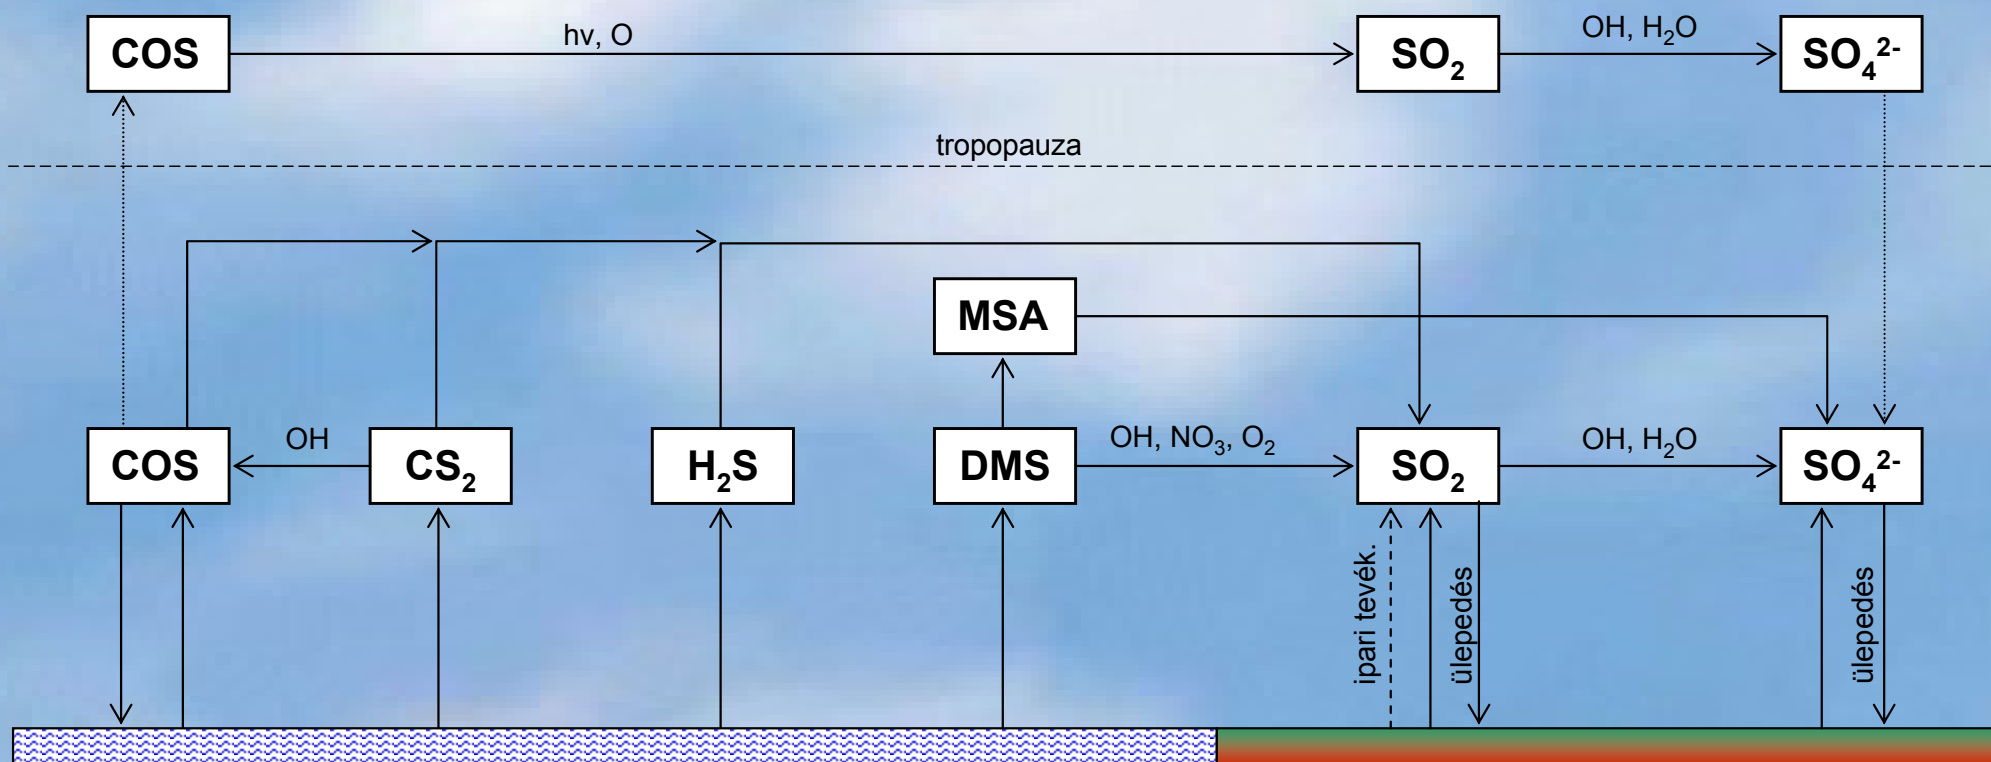 COS
hν, O
SO₂
OH, H₂O
SO₄²⁻
tropopauza
MSA
COS
OH
CS₂
H₂S
DMS
OH, NO₃, O₂
SO₂
OH, H₂O
SO₄²⁻
ipari tevék.
ülepedés
ülepedés